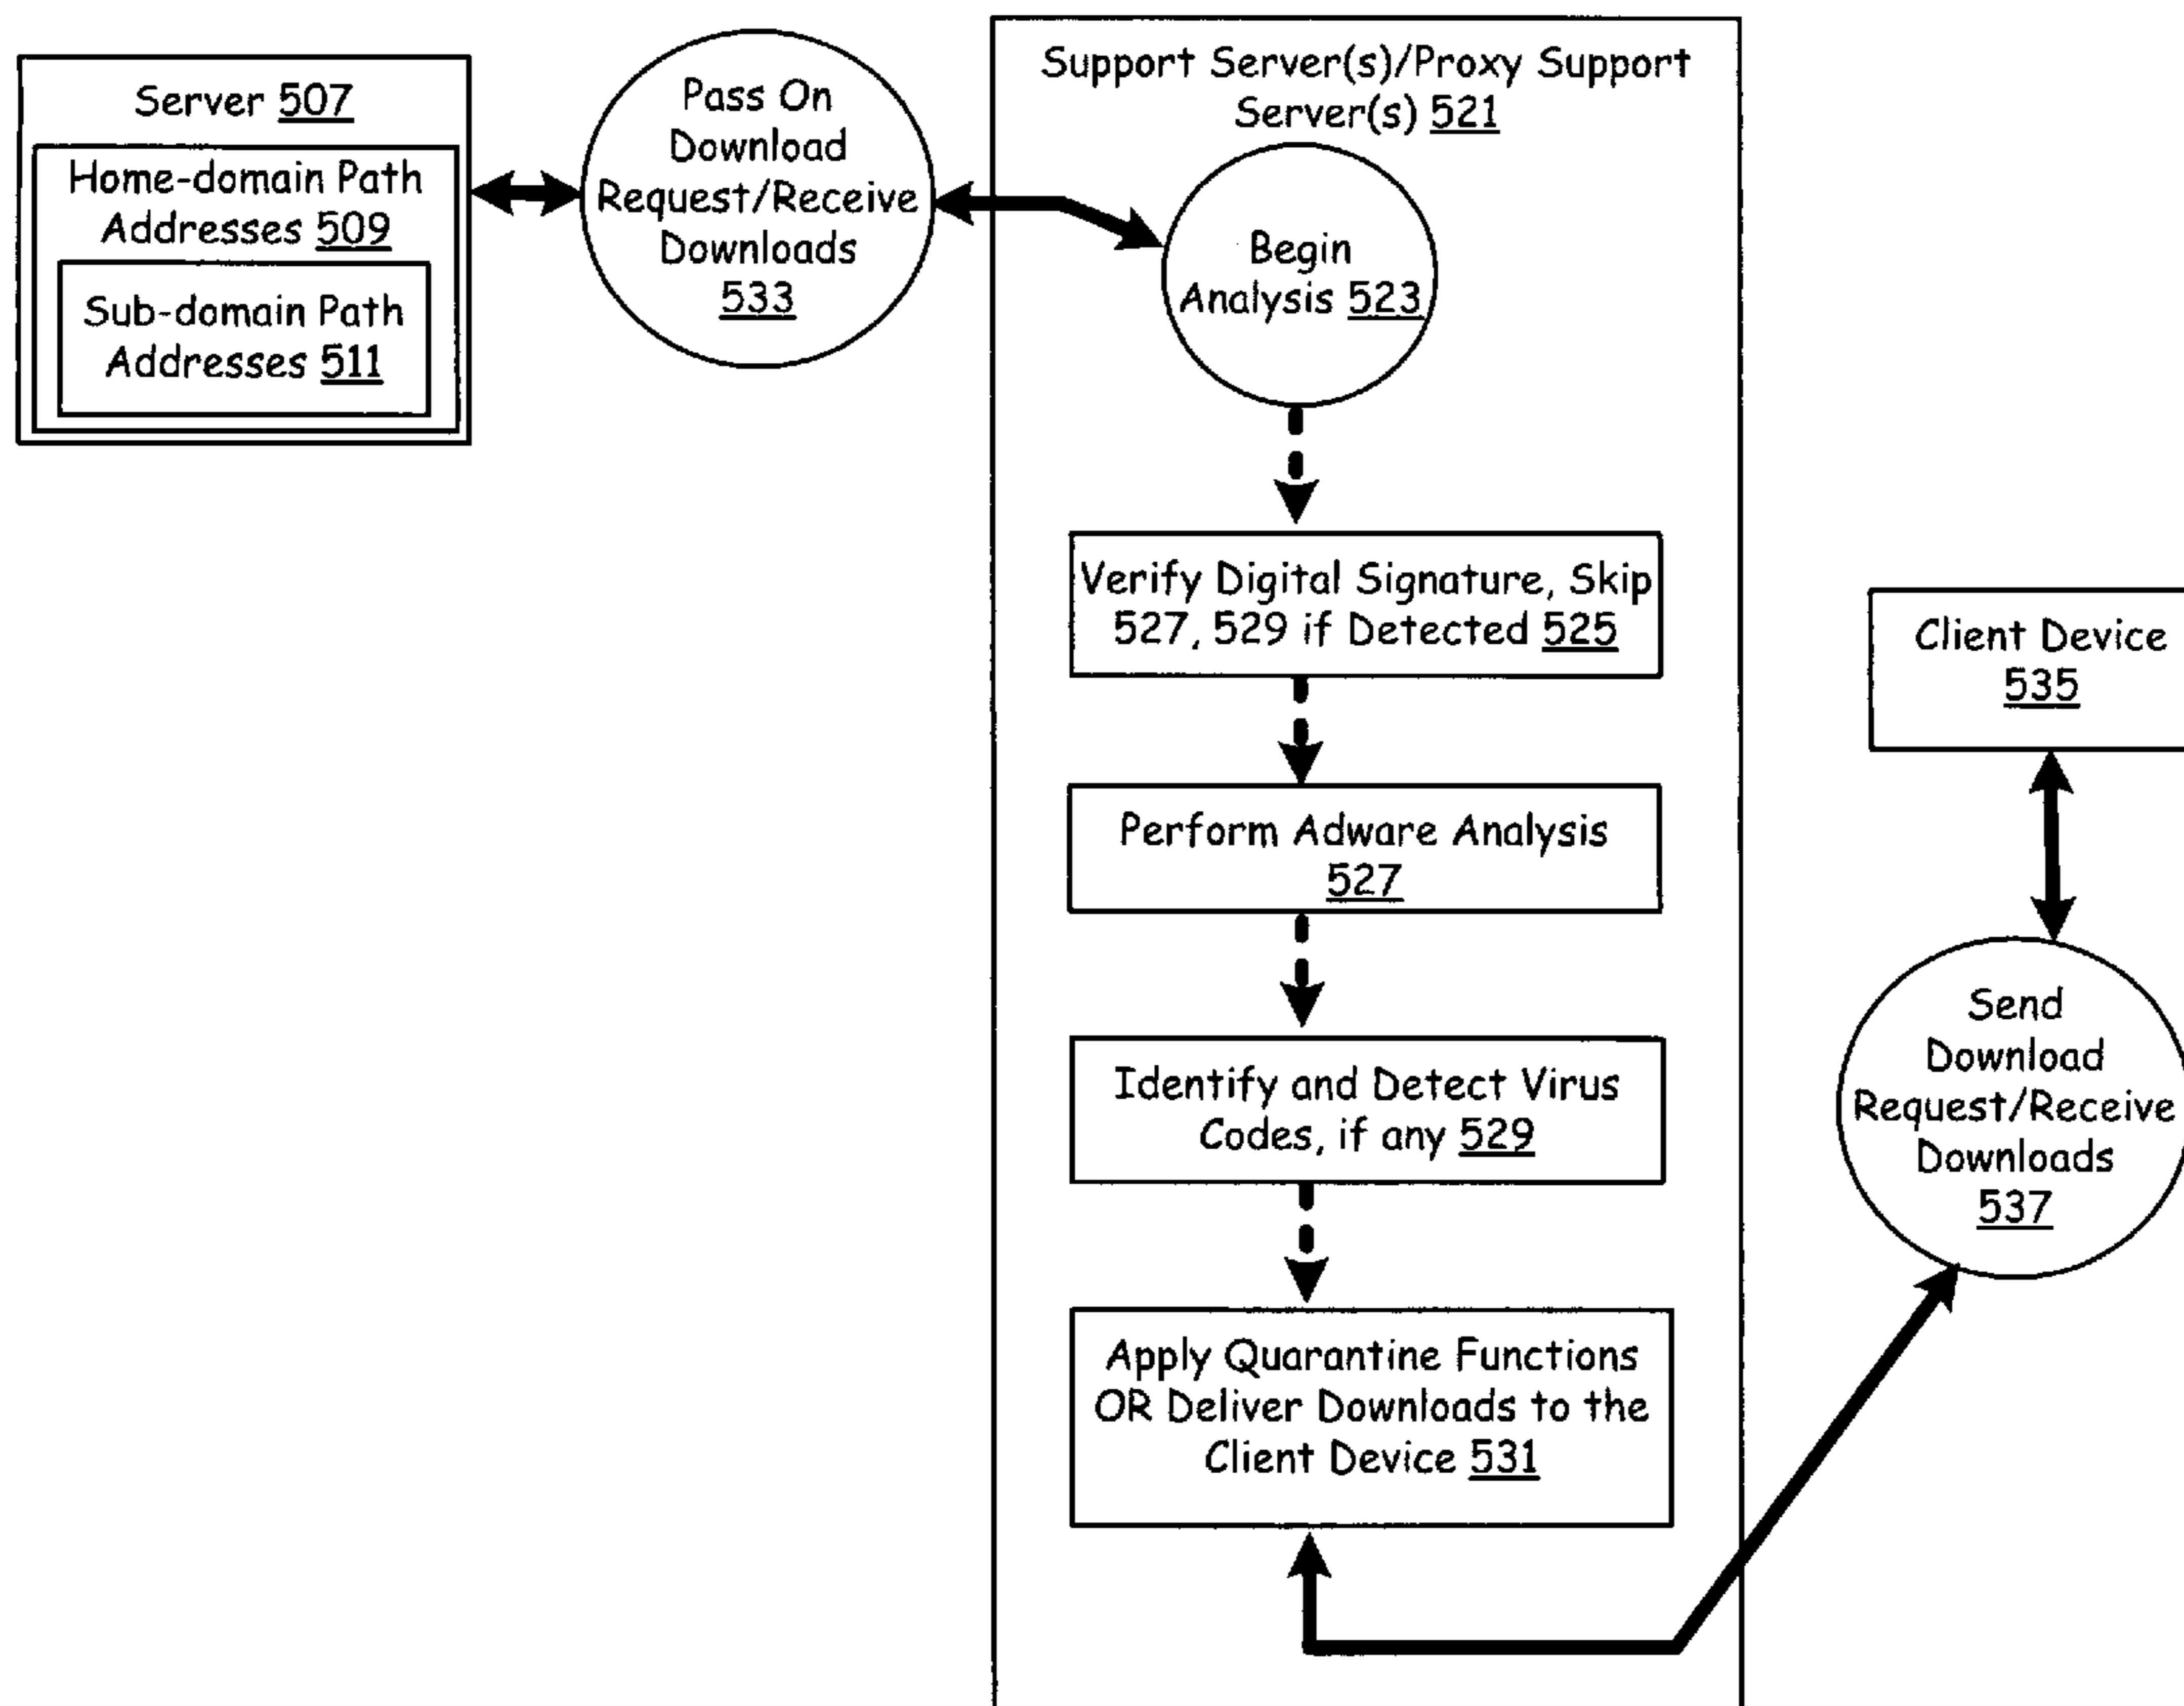 Server 507
Home-domain Path
Addresses 509
Sub-domain Path
Addresses 511
Pass On
Download
Request/Receive
Downloads
533
Support Server(s)/Proxy Support
Server(s) 521
Begin
Analysis 523
Verify Digital Signature, Skip
527, 529 if Detected 525
Perform Adware Analysis
527
Identify and Detect Virus
Codes, if any 529
Apply Quarantine Functions
OR Deliver Downloads to the
Client Device 531
Client Device
535
Send
Download
Request/Receive
Downloads
537